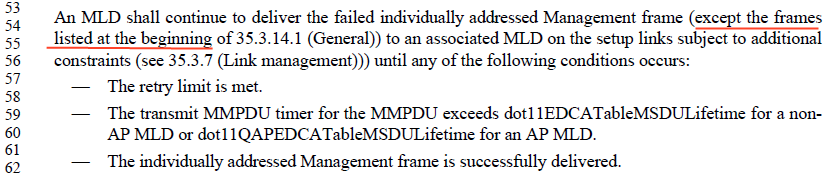 53
54 An MLD shall continue to deliver the failed individually addressed Management frame (except the frames
55 listed at the beginning of 35.3.14.1 (General)) to an associated MLD on the setup links subject to additional
56 constraints (see 35.3.7 (Link management))) until any of the following conditions occurs:
57 — The retry limit is met.
58
59 — The transmit MMPDU timer for the MMPDU exceeds dot11EDCATableMSDULifetime for a non-
60 AP MLD or dot11QAPEDCATableMSDULifetime for an AP MLD.
61
62 — The individually addressed Management frame is successfully delivered.